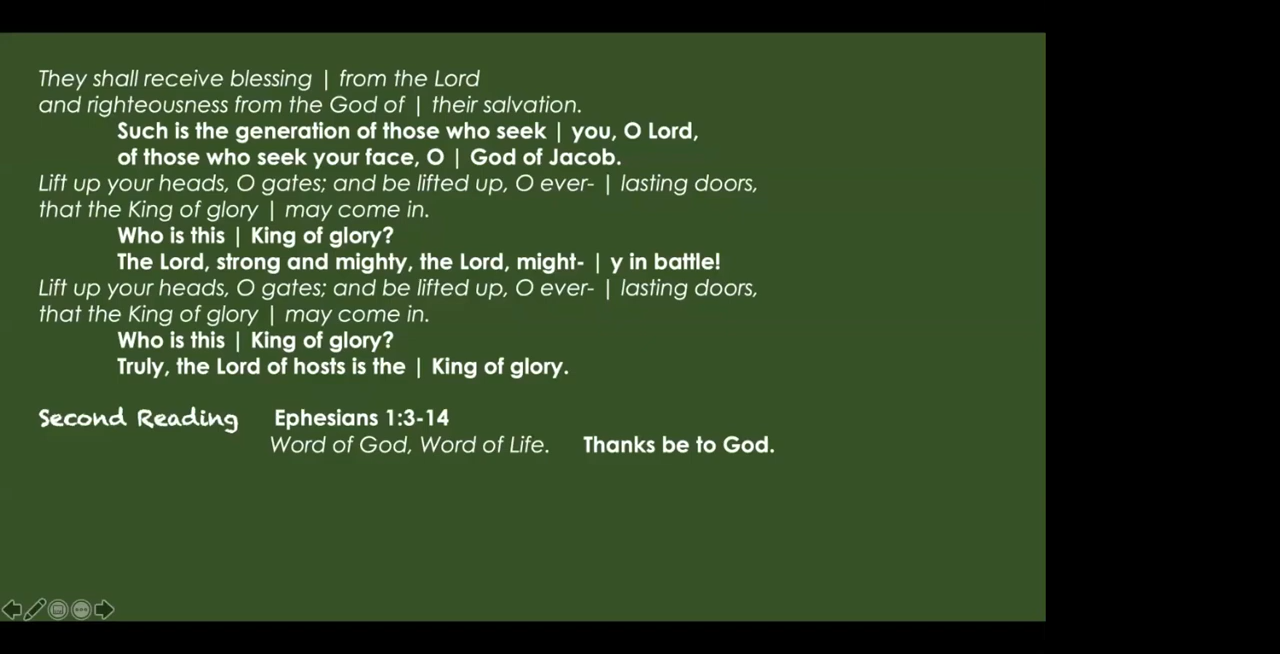 They shall receive blessing | from the Lord
and righteousness from the God of | their salvation.
Such is the generation of those who seek | you, O Lord,
of those who seek your face, O | God of Jacob.
Lift up your heads, O gates; and be lifted up, O ever- | lasting doors,
that the King of glory | may come in.
Who is this | King of glory?
The Lord, strong and mighty, the Lord, might- | y in battle!
Lift up your heads, O gates; and be lifted up, O ever- | lasting doors,
that the King of glory | may come in.
Who is this | King of glory?
Truly, the Lord of hosts is the | King of glory.
Second Reading Ephesians 1:3-14
Word of God, Word of Life. Thanks be to God.